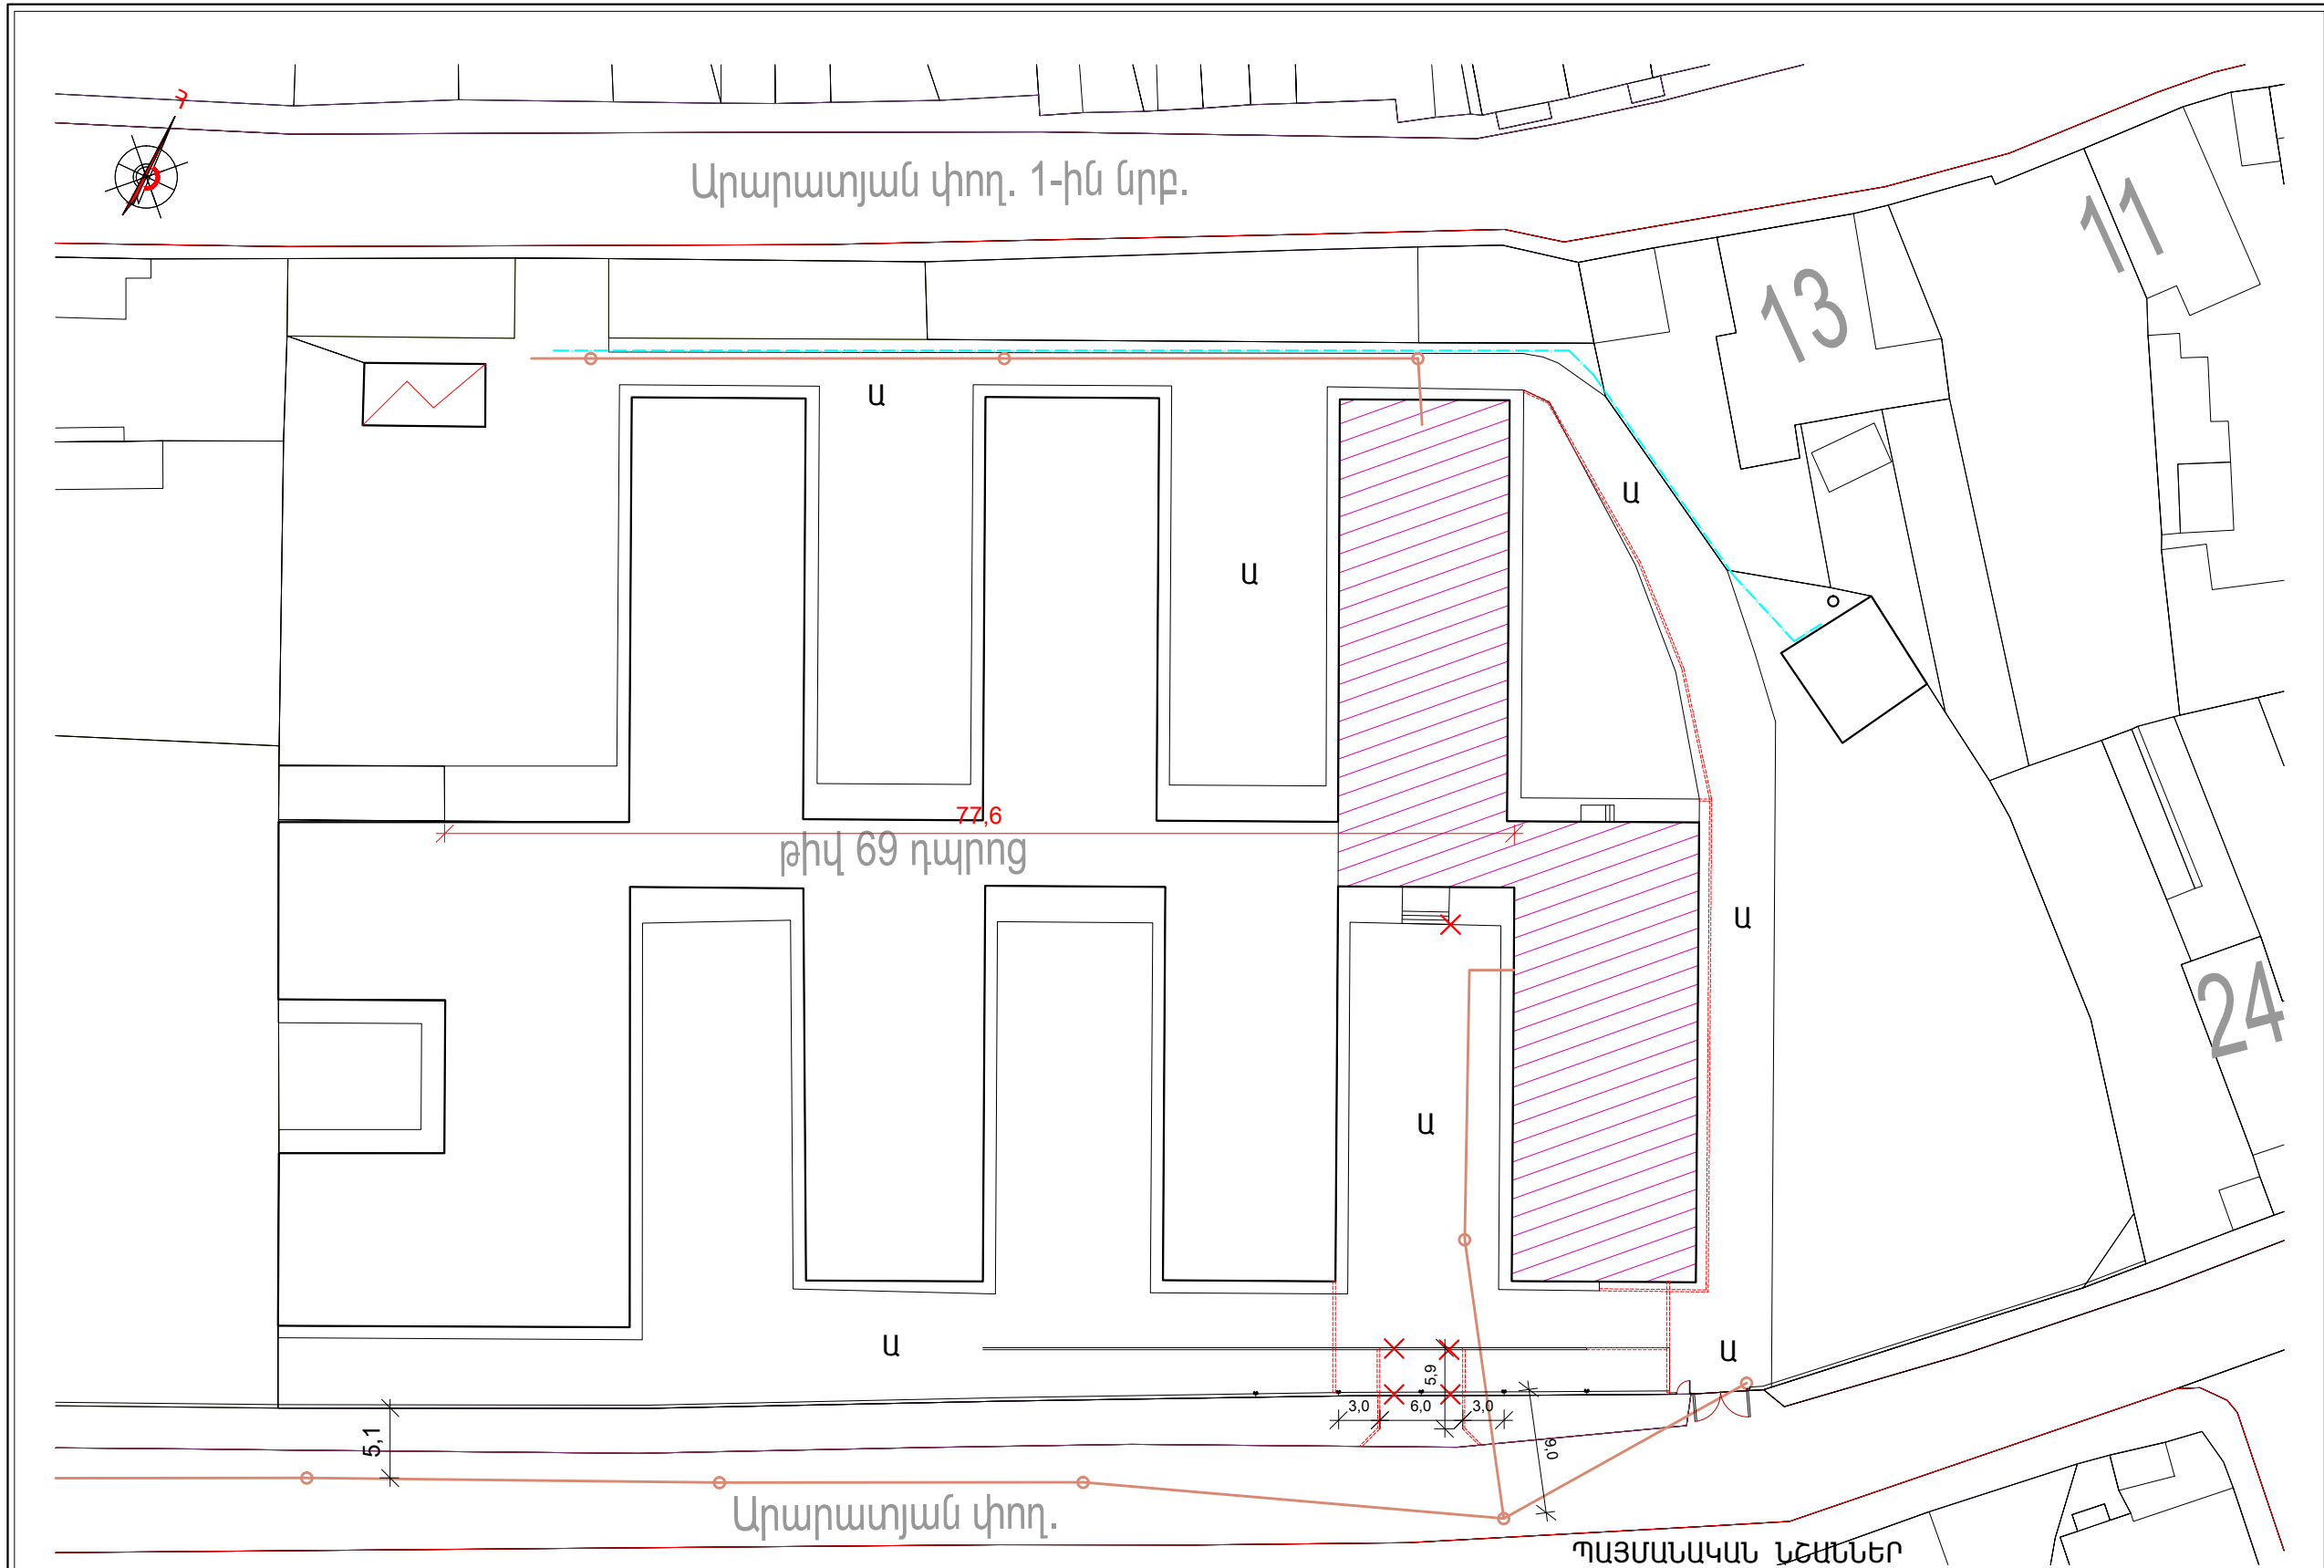 Հ
Արարատյան փող. 1-ին նրբ.
11
13
Ա
Ա
Ա
77,6
թիվ 69 դպրոց
Ա
24
Ա
Ա
Ա
5,9
3,0
6,0
3,0
9,0
5,1
Արարատյան փող.
ՊԱՅՄԱՆԱԿԱՆ ՆՇԱՆՆԵՐ